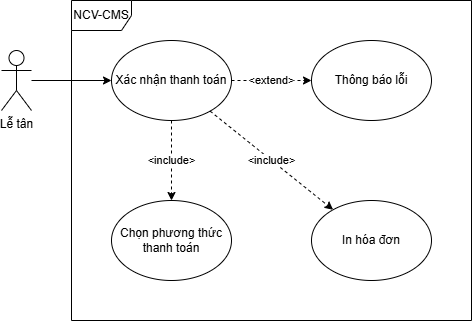 NCV-CMS
Xác nhận thanh toán
<extend>
Thông báo lỗi
Lễ tân
<include>
<include>
Chọn phương thức
thanh toán
In hóa đơn